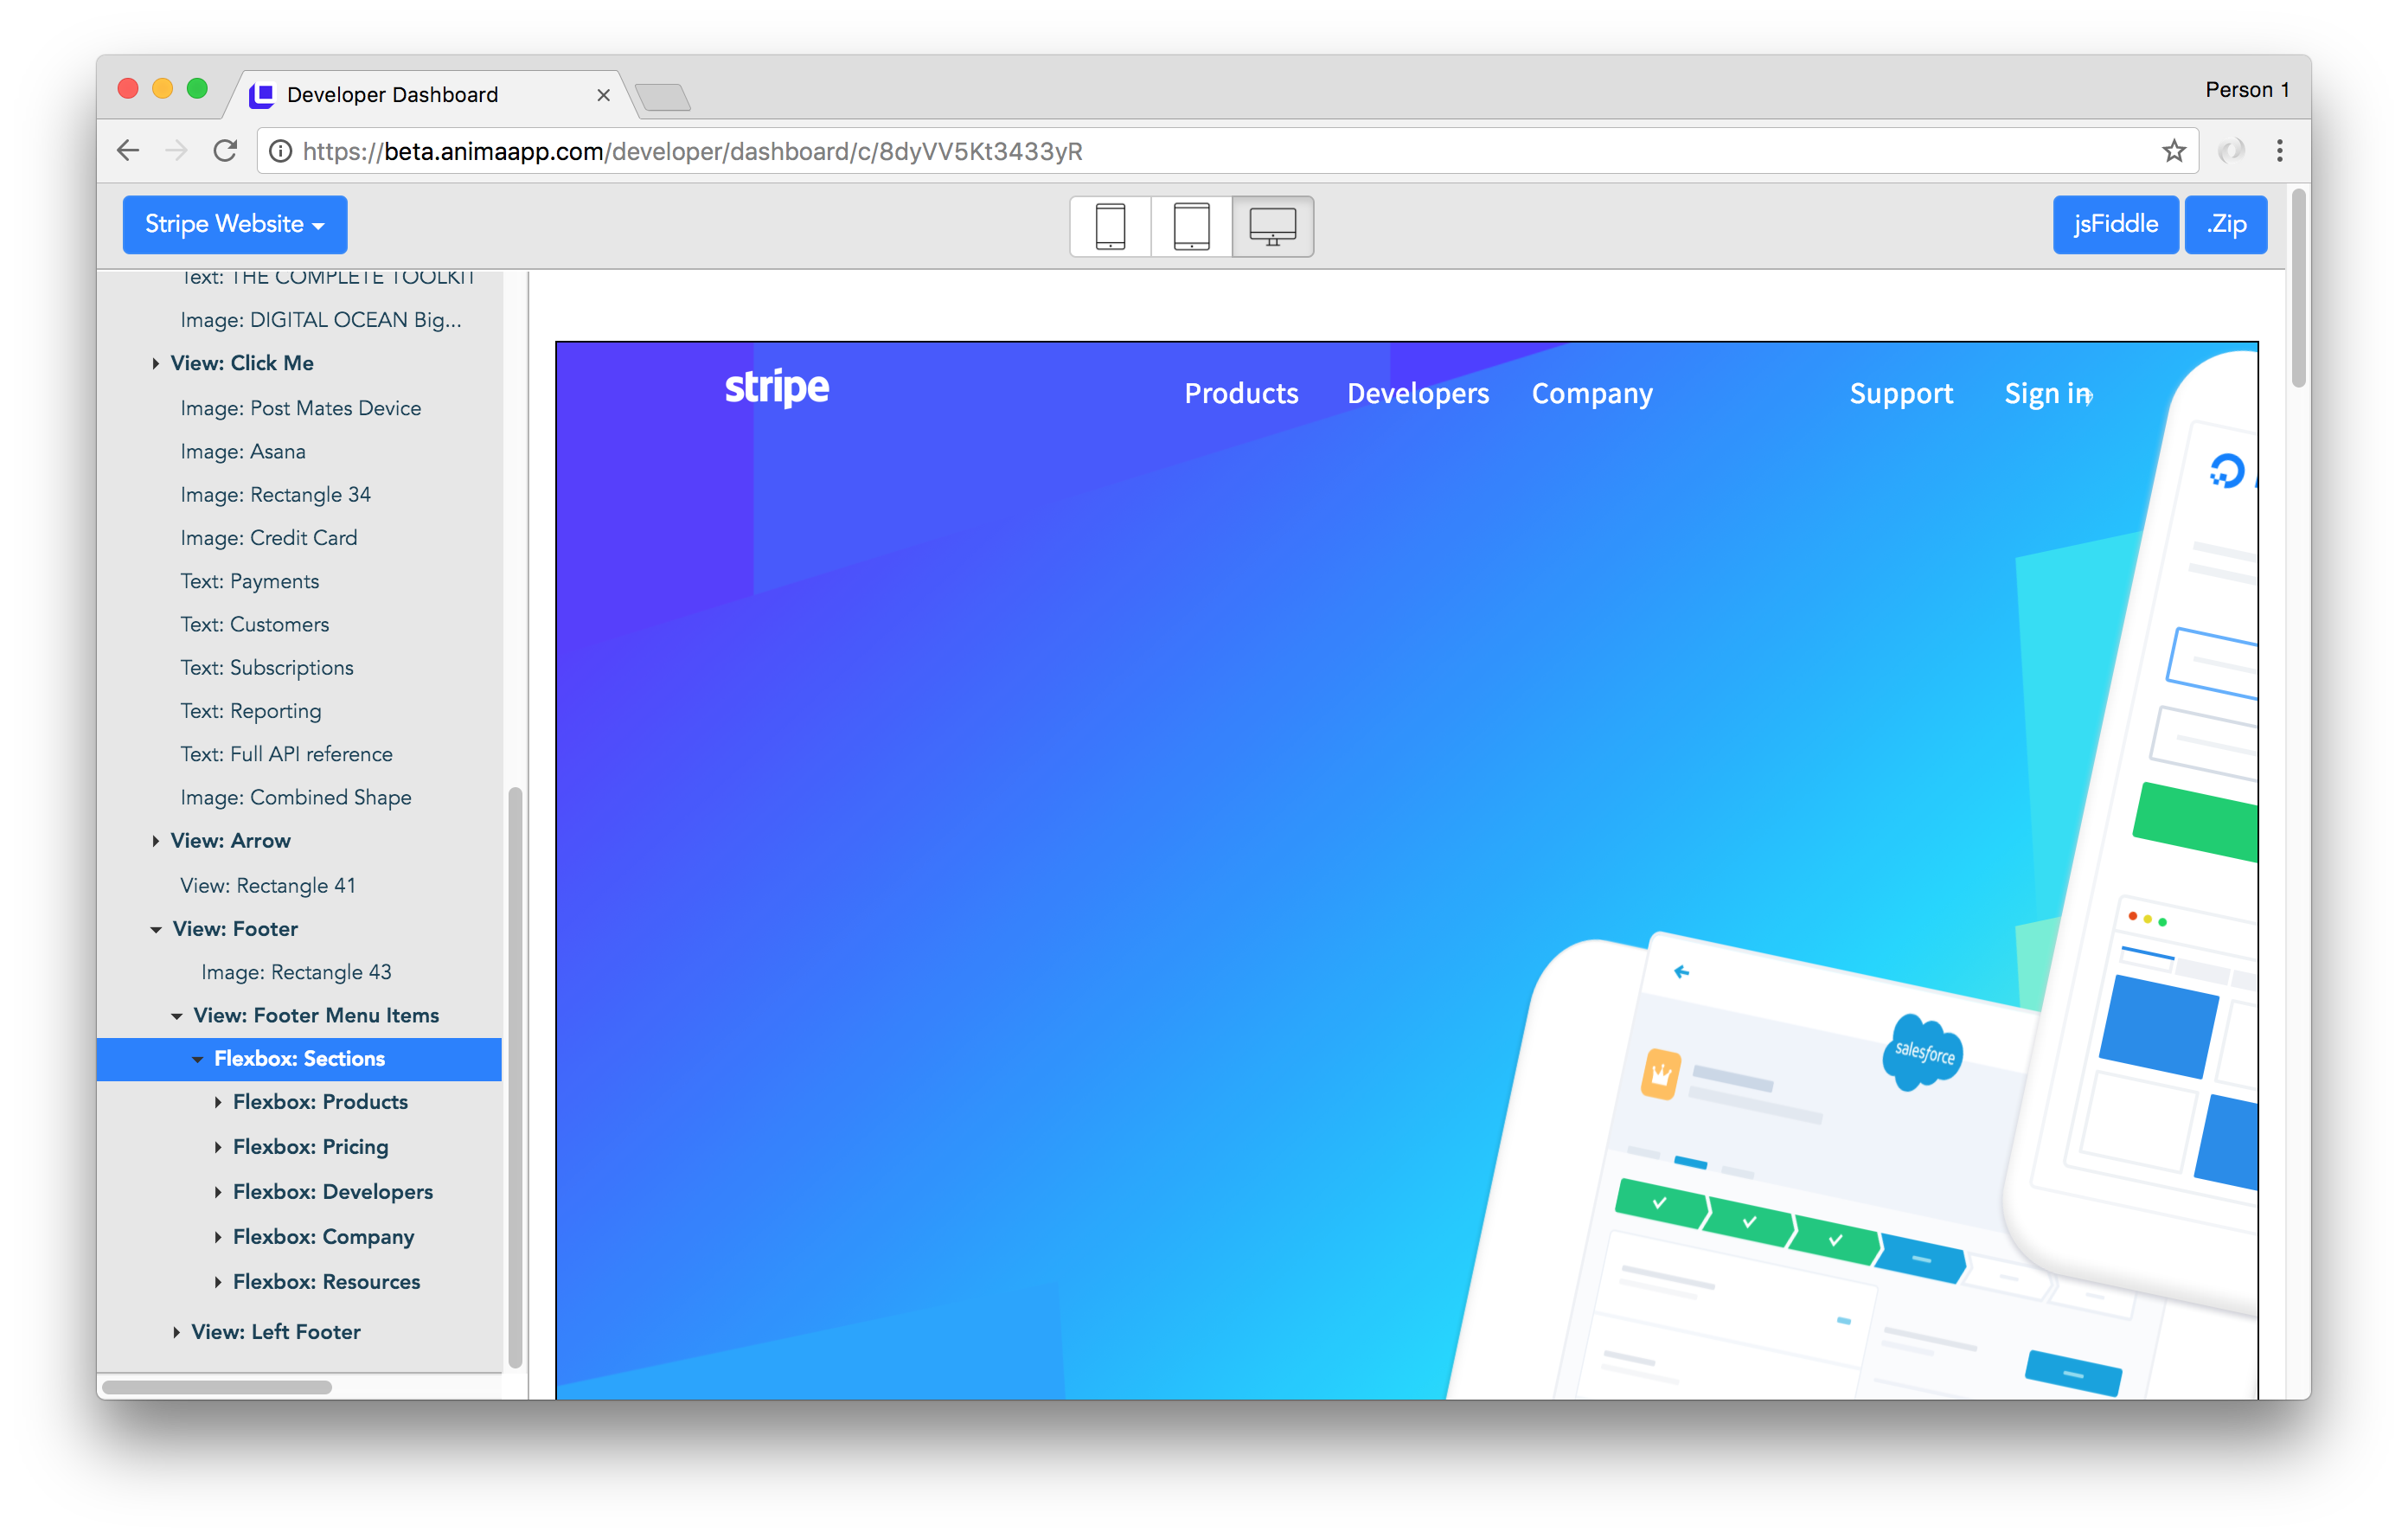 Developer Dashboard
Person 1
https://beta.animaapp.com/developer/dashboard/c/8dyVV5Kt3433yR
Stripe Website
jsFiddle
.Zip
Text: THE COMPLETE TOOLKIT
Image: DIGITAL OCEAN Big...
View: Click Me
Image: Post Mates Device
Image: Asana
Image: Rectangle 34
Image: Credit Card
Text: Payments
Text: Customers
Text: Subscriptions
Text: Reporting
Text: Full API reference
Image: Combined Shape
View: Arrow
View: Rectangle 41
View: Footer
Image: Rectangle 43
View: Footer Menu Items
Flexbox: Sections
Flexbox: Products
Flexbox: Pricing
Flexbox: Developers
Flexbox: Company
Flexbox: Resources
View: Left Footer
stripe
Products
Developers
Company
Support
Sign in
salesforce